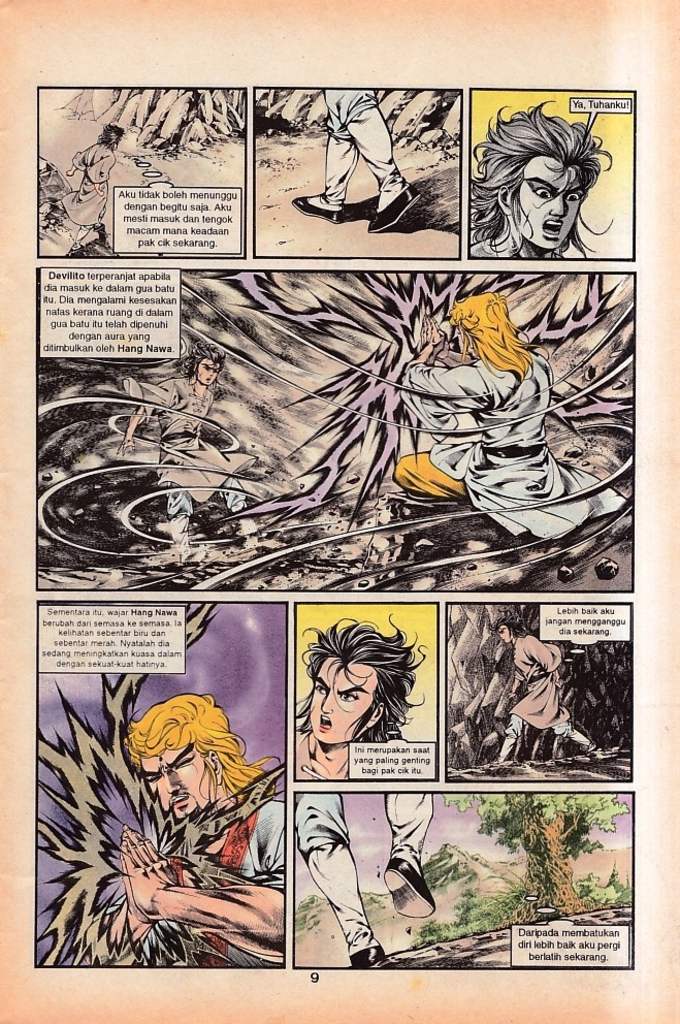 Aku tidak boleh menunggu
dengan begitu saja. Aku
mesti masuk dan tengok
macam mana keadaan
pak cik sekarang.
Ya, Tuhanku!
Devilito terperanjat apabila
dia masuk ke dalam gua batu
itu. Dia mengalami kesesakan
nafas kerana ruang di dalam
gua batu itu telah dipenuhi
dengan aura yang
ditimbulkan oleh Hang Nawa.
Sementara itu, wajar Hang Nawa
berubah dari semasa ke semasa. Ia
kelihatan sebentar biru dan
sebentar merah. Nyatalah dia
sedang meningkatkan kuasa dalam
dengan sekuat-kuat hatinya.
Ini merupakan saat
yang paling genting
bagi pak cik itu.
Lebih baik aku
jangan mengganggu
dia sekarang.
Daripada membatukan
diri lebih baik aku pergi
berlatih sekarang.
9